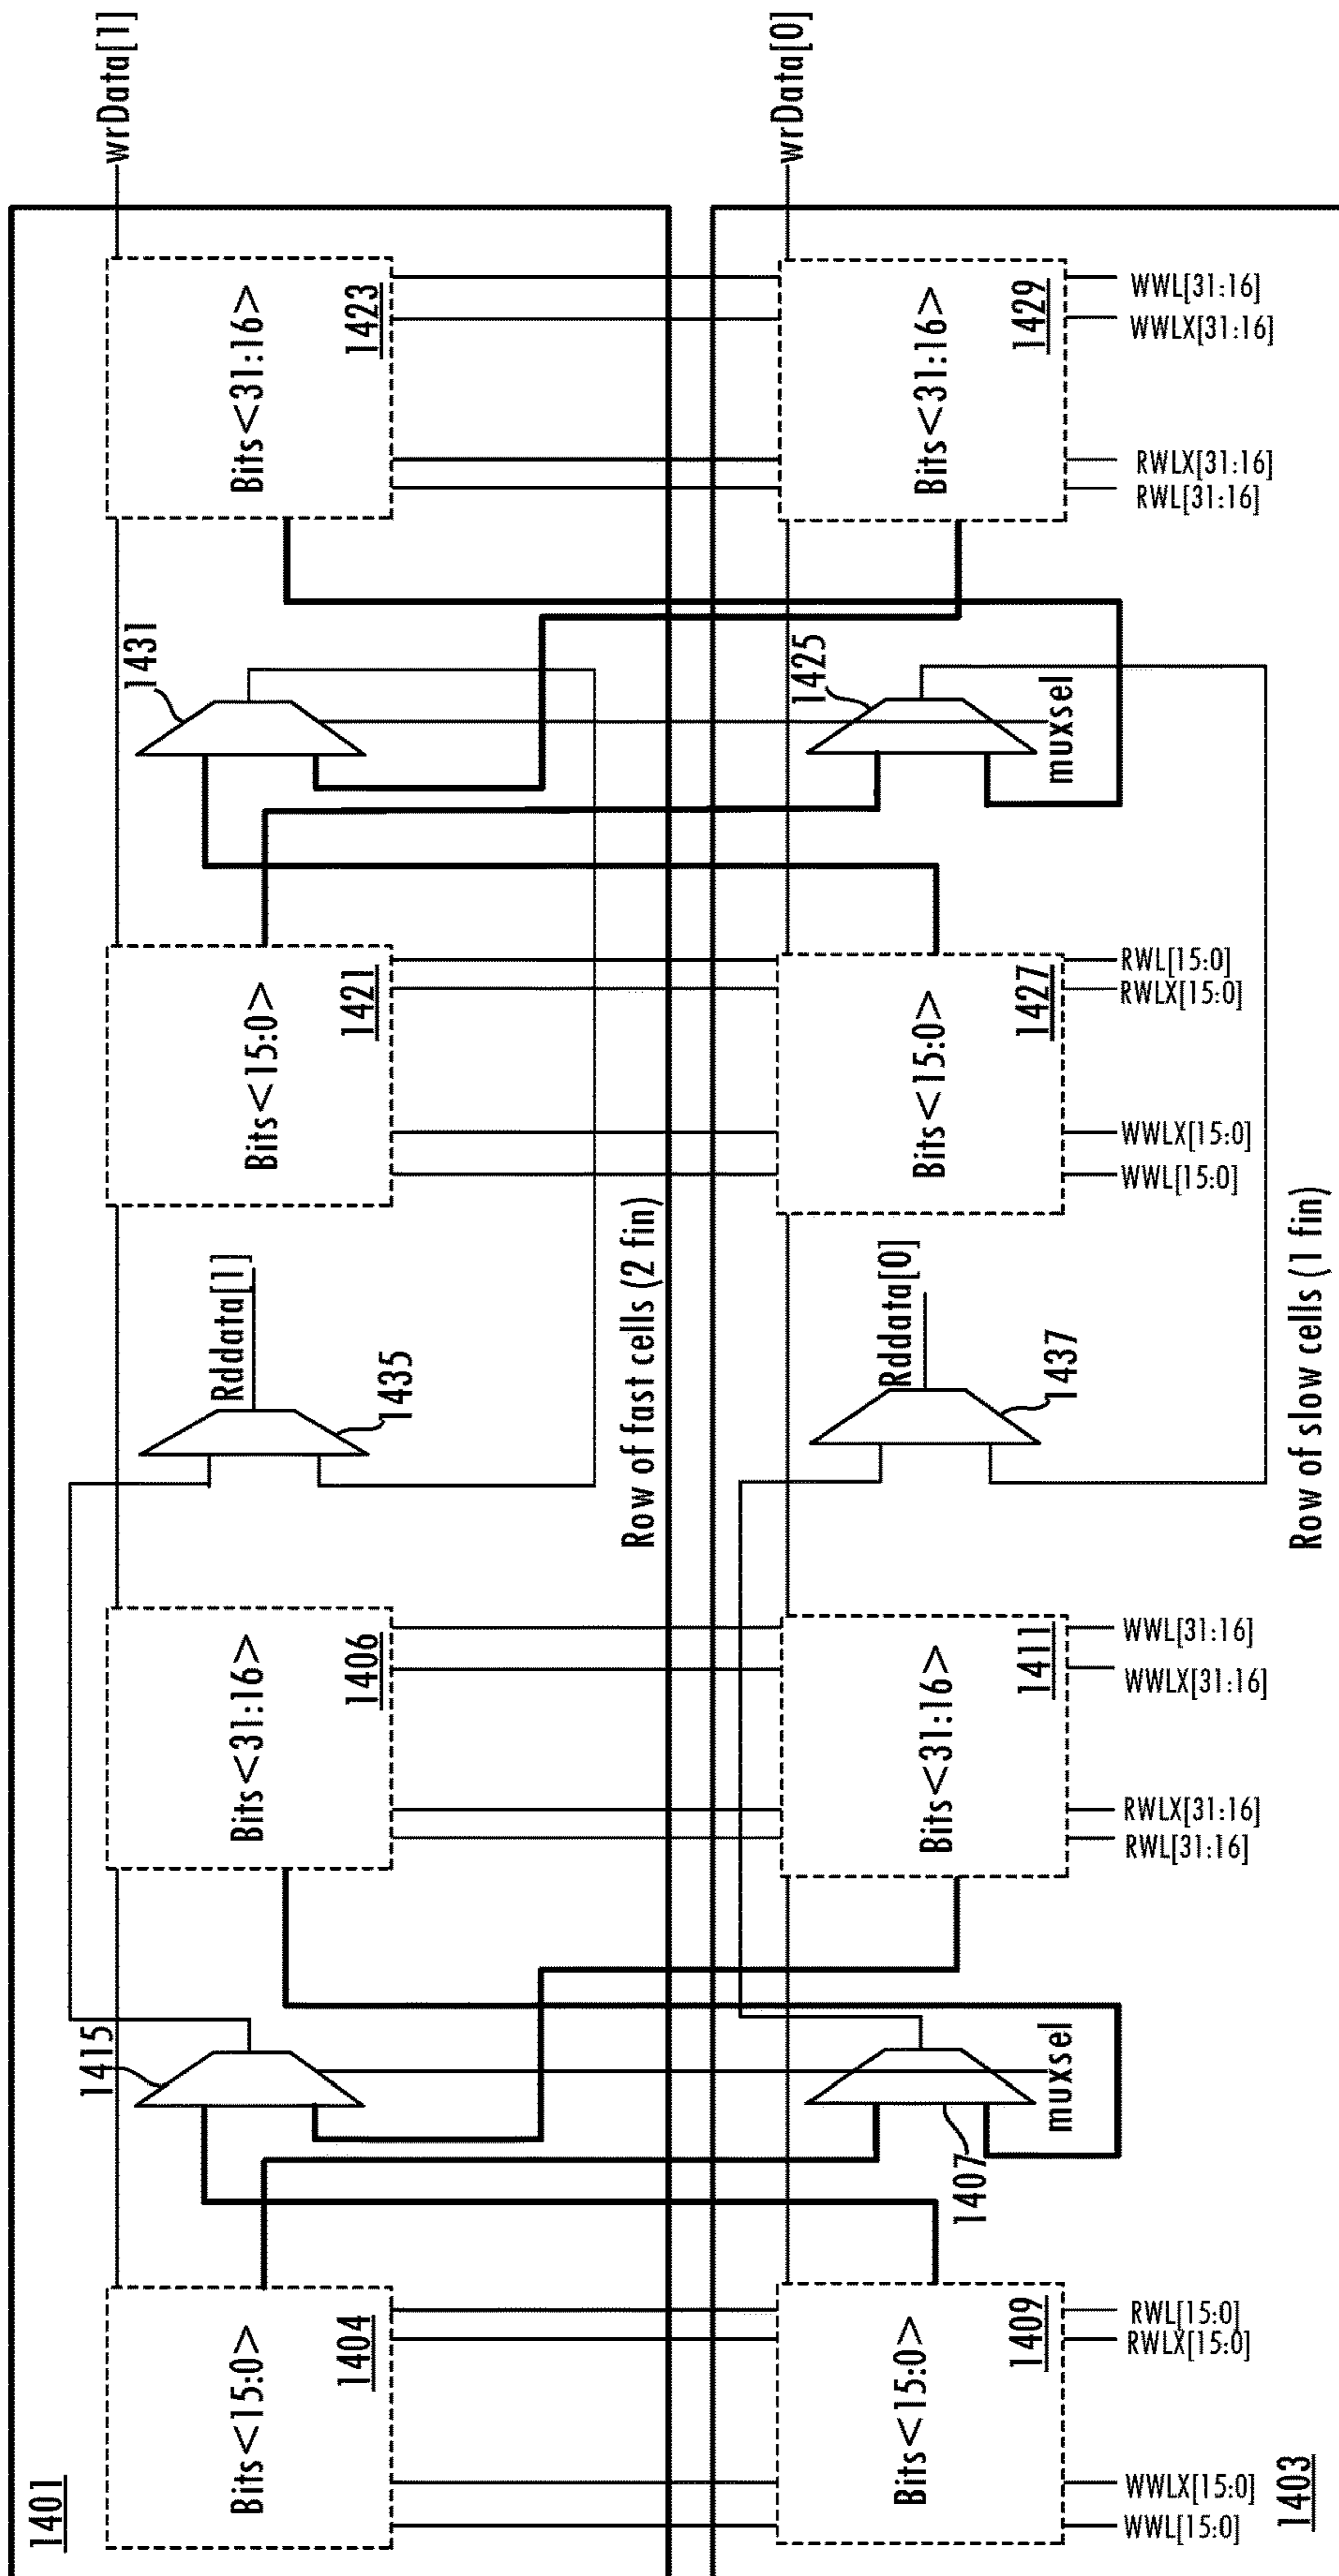 1401
Bits<15:0>
1404
1415
Bits<31:16>
1406
Rddata[1]
1435
Bits<15:0>
1421
1431
Bits<31:16>
1423
wrData[1]
Row of fast cells (2 fin)
Bits<15:0>
1409
1407
muxsel
Bits<31:16>
1411
Rddata[0]
1437
Bits<15:0>
1427
1425
muxsel
Bits<31:16>
1429
wrData[0]
WWL[15:0]
WWLX[15:0]
RWLX[15:0]
RWL[15:0]
RWL[31:16]
RWLX[31:16]
WWLX[31:16]
WWL[31:16]
WWL[15:0]
WWLX[15:0]
RWLX[15:0]
RWL[15:0]
RWL[31:16]
RWLX[31:16]
WWLX[31:16]
WWL[31:16]
1403
Row of slow cells (1 fin)